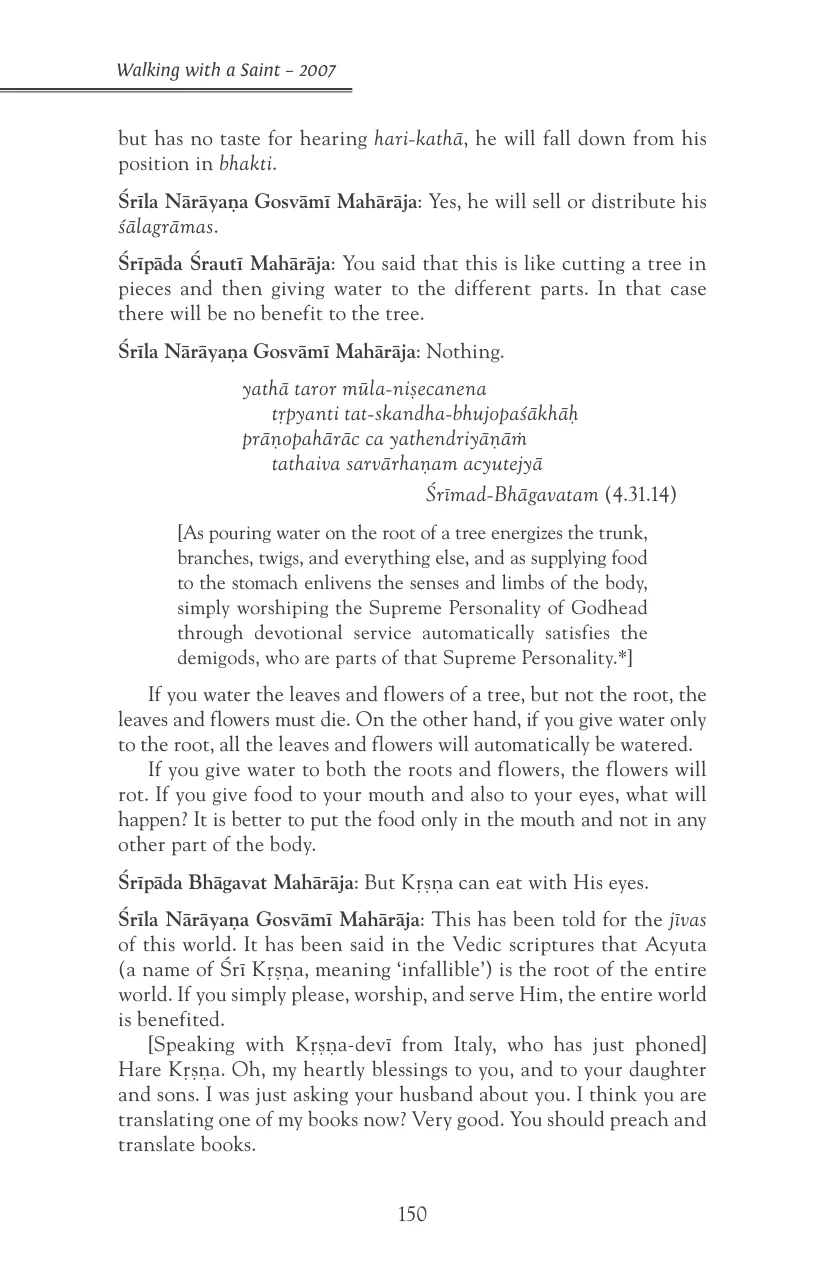 Walking with a Saint – 2007
but has no taste for hearing hari-kathā, he will fall down from his
position in bhakti.
Śrīla Nārāyaṇa Gosvāmī Mahārāja: Yes, he will sell or distribute his
śālagrāmas.
Śrīpāda Śrautī Mahārāja: You said that this is like cutting a tree in
pieces and then giving water to the different parts. In that case
there will be no benefit to the tree.
Śrīla Nārāyaṇa Gosvāmī Mahārāja: Nothing.
yathā taror mūla-niṣecanena
tṛpyanti tat-skandha-bhujopaśākhāḥ
prāṇopahārāc ca yathendriyāṇāṁ
tathaiva sarvārhaṇam acyutejyā
Śrīmad-Bhāgavatam (4.31.14)
[As pouring water on the root of a tree energizes the trunk,
branches, twigs, and everything else, and as supplying food
to the stomach enlivens the senses and limbs of the body,
simply worshiping the Supreme Personality of Godhead
through devotional service automatically satisfies the
demigods, who are parts of that Supreme Personality.*]
If you water the leaves and flowers of a tree, but not the root, the
leaves and flowers must die. On the other hand, if you give water only
to the root, all the leaves and flowers will automatically be watered.
If you give water to both the roots and flowers, the flowers will
rot. If you give food to your mouth and also to your eyes, what will
happen? It is better to put the food only in the mouth and not in any
other part of the body.
Śrīpāda Bhāgavat Mahārāja: But Kṛṣṇa can eat with His eyes.
Śrīla Nārāyaṇa Gosvāmī Mahārāja: This has been told for the jīvas
of this world. It has been said in the Vedic scriptures that Acyuta
(a name of Śrī Kṛṣṇa, meaning ‘infallible’) is the root of the entire
world. If you simply please, worship, and serve Him, the entire world
is benefited.
[Speaking with Kṛṣṇa-devī from Italy, who has just phoned]
Hare Kṛṣṇa. Oh, my heartly blessings to you, and to your daughter
and sons. I was just asking your husband about you. I think you are
translating one of my books now? Very good. You should preach and
translate books.
150